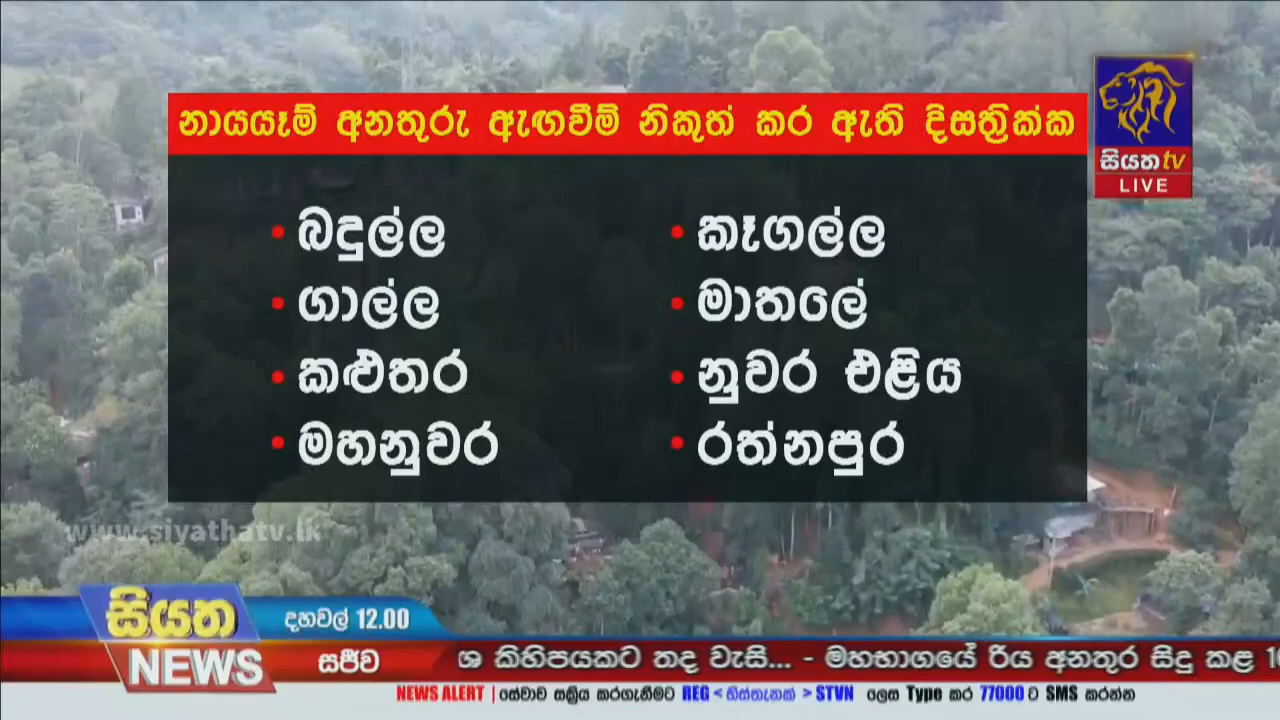 නායයෑම් අනතුරු ඇඟවීම් නිකුත් කර ඇති දිසත්‍රික්ක
සියත tv
LIVE
• බදුල්ල
• ගාල්ල
• කළුතර
• මහනුවර
• කෑගල්ල
• මාතලේ
• නුවර එළිය
• රත්නපුර
www.siyathatv.lk
සියත
NEWS
දහවල් 12.00
සජීව
ශ කිහිපයකට තද වැසි... - මහභාගයේ රිය අනතුර සිදු කළ 1
NEWS ALERT | සේවාව සක්‍රිය කරගැනීමට REG < හිස්තැනක් > STVN ලෙස Type කර 77000 ට SMS කරන්න